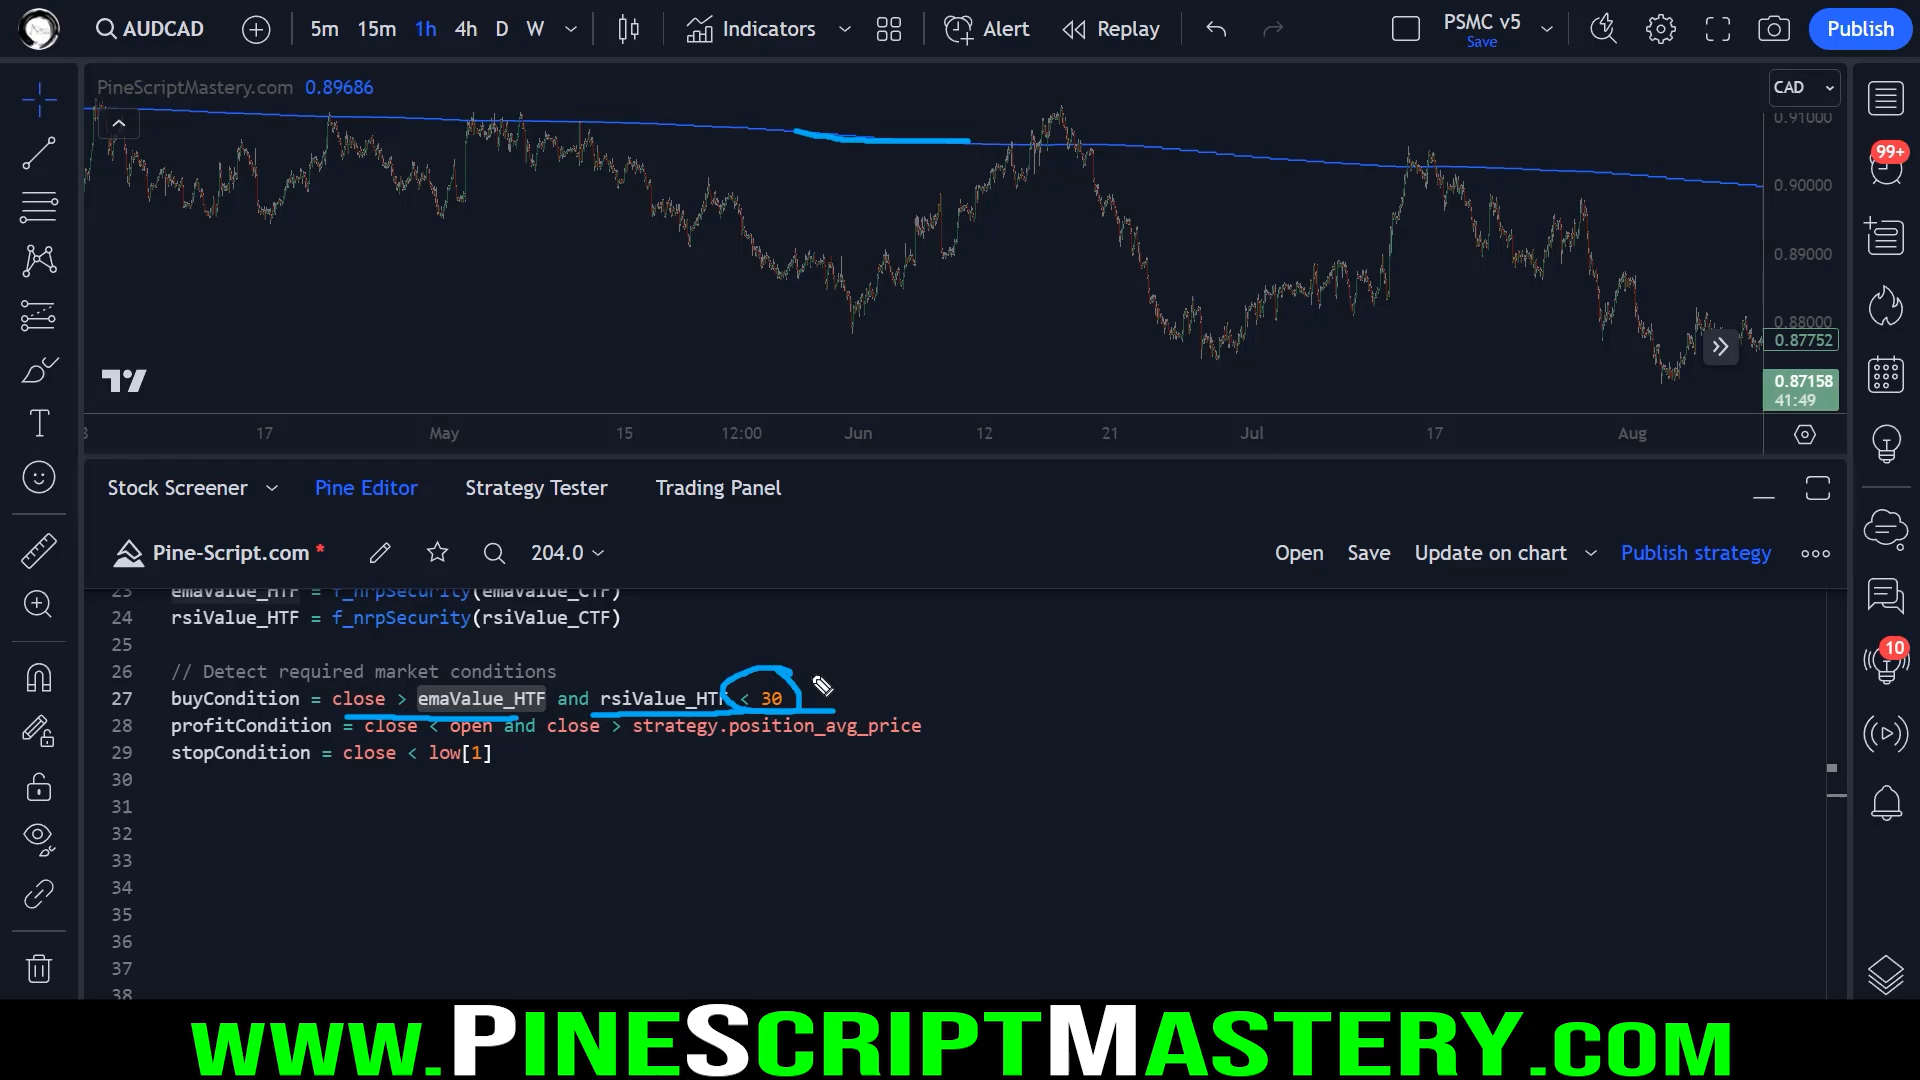 AUDCAD 5m 15m 1h 4h D W Indicators Alert Replay PSMC v5 Save Publish
PineScriptMastery.com 0.89686
CAD
0.91000
0.90000
0.89000
0.88000
0.87752
0.87158
41:49
17 May 15 12:00 Jun 12 21 Jul 17 Aug
99+
10
Stock Screener Pine Editor Strategy Tester Trading Panel
Pine-Script.com * 204.0 Open Save Update on chart Publish strategy
23 emaValue_HTF = f_nrpSecurity(emaValue_CTF)
24 rsiValue_HTF = f_nrpSecurity(rsiValue_CTF)
25
26 // Detect required market conditions
27 buyCondition = close > emaValue_HTF and rsiValue_HTF < 30
28 profitCondition = close < open and close > strategy.position_avg_price
29 stopCondition = close < low[1]
30
31
32
33
34
35
36
37
38
www.PineScriptMastery.com